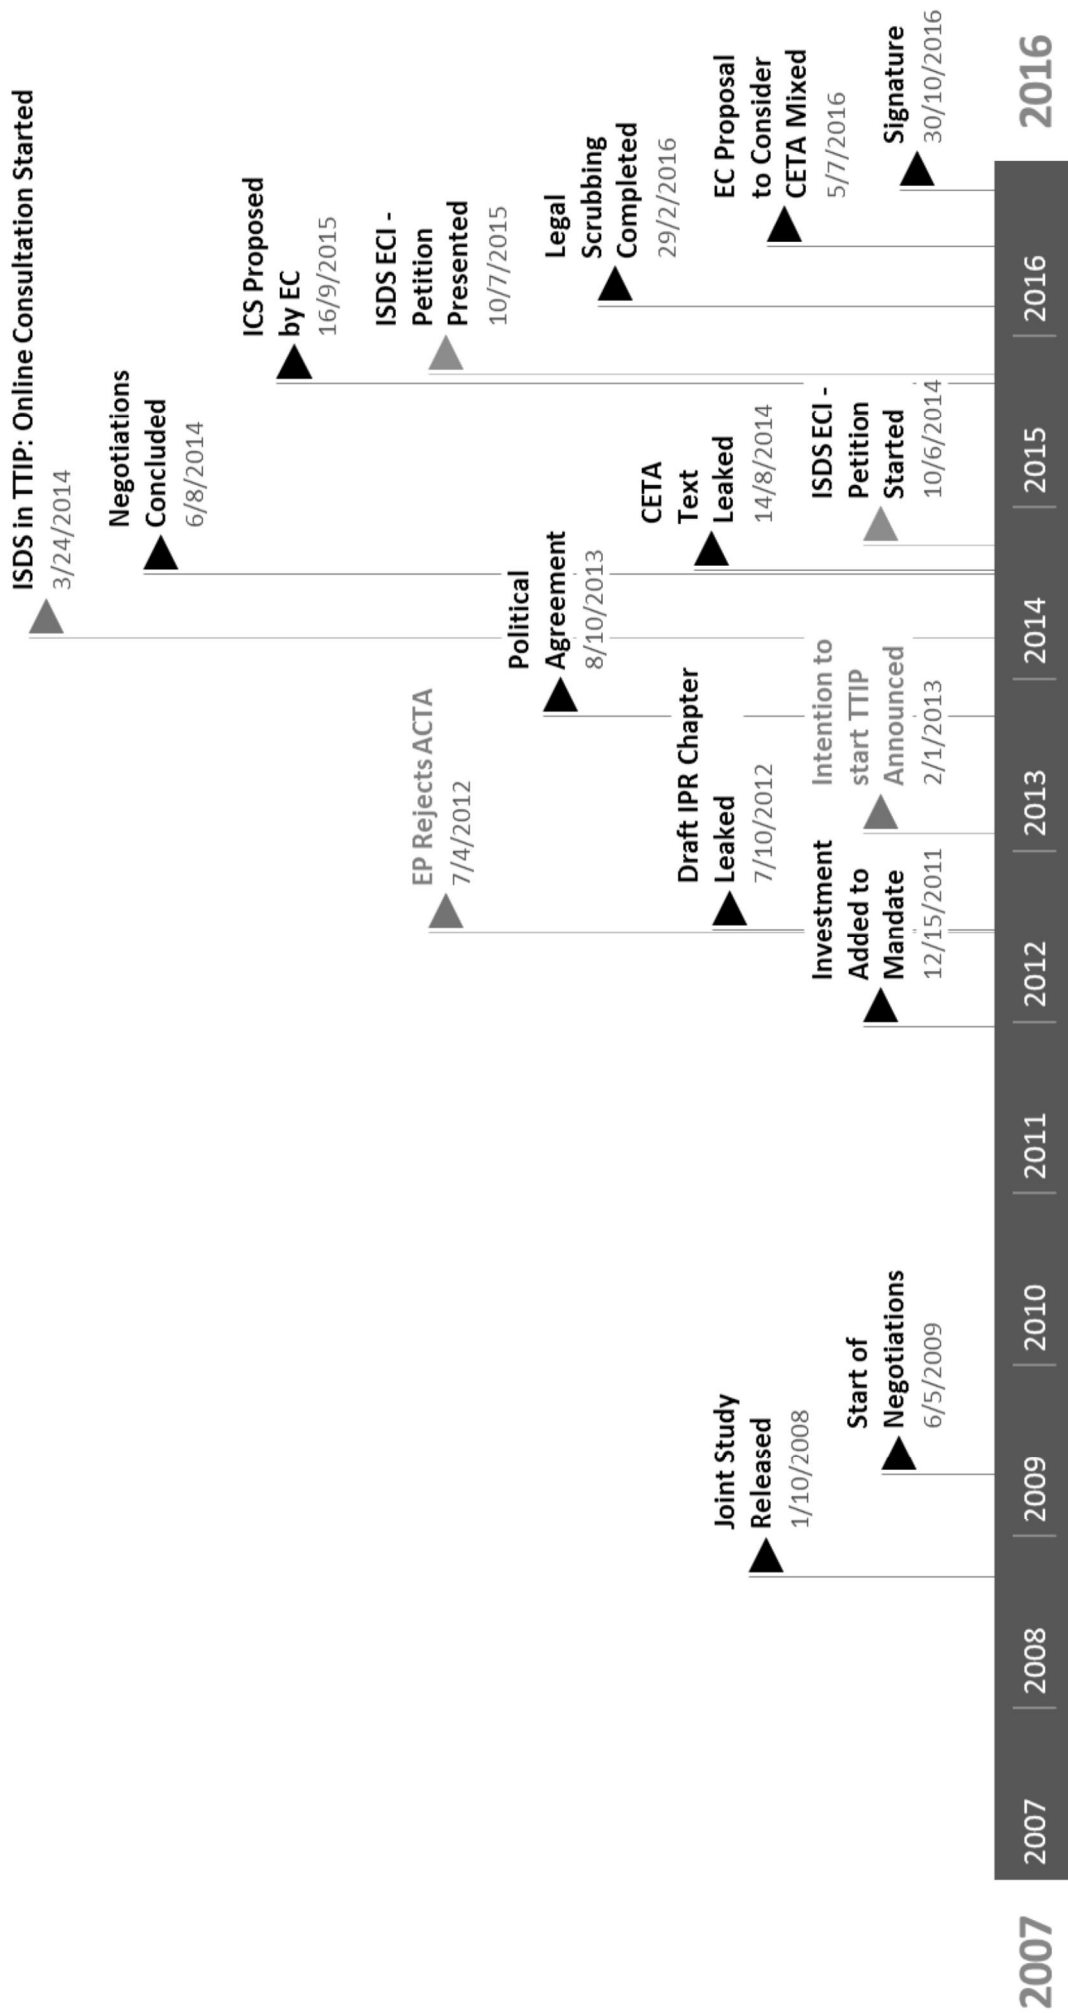 ISDS in TTIP: Online Consultation Started
3/24/2014
Negotiations
Concluded
6/8/2014
ICS Proposed
by EC
16/9/2015
EP Rejects ACTA
7/4/2012
ISDS ECI -
Petition
Presented
10/7/2015
Political
Agreement
8/10/2013
Legal
Scrubbing
Completed
29/2/2016
Joint Study
Released
1/10/2008
Draft IPR Chapter
Leaked
7/10/2012
CETA
Text
Leaked
14/8/2014
EC Proposal
to Consider
CETA Mixed
5/7/2016
Start of
Negotiations
6/5/2009
Investment
Added to
Mandate
12/15/2011
Intention to
start TTIP
Announced
2/1/2013
ISDS ECI -
Petition
Started
10/6/2014
Signature
30/10/2016
2007
2007
2008
2009
2010
2011
2012
2013
2014
2015
2016
2016